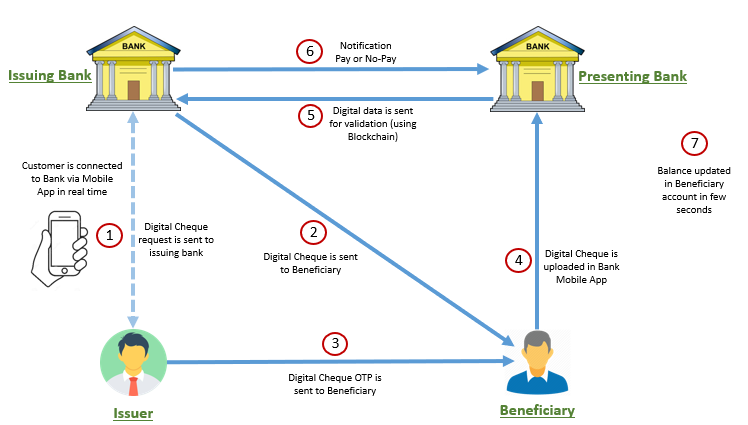 BANK
Issuing Bank
6
Notification
Pay or No-Pay
BANK
Presenting Bank
5
Digital data is sent
for validation (using
Blockchain)
7
Balance updated
in Beneficiary
account in few
seconds
Customer is connected
to Bank via Mobile
App in real time
1
Digital Cheque
request is sent to
issuing bank
2
Digital Cheque is sent
to Beneficiary
4
Digital Cheque is
uploaded in Bank
Mobile App
3
Digital Cheque OTP is
sent to Beneficiary
Issuer
Beneficiary